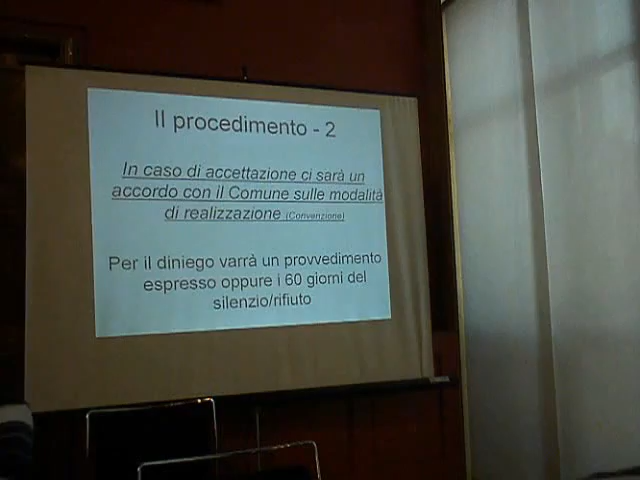 Il procedimento - 2
In caso di accettazione ci sarà un
accordo con il Comune sulle modalità
di realizzazione (Convenzione)
Per il diniego varrà un provvedimento
espresso oppure i 60 giorni del
silenzio/rifiuto